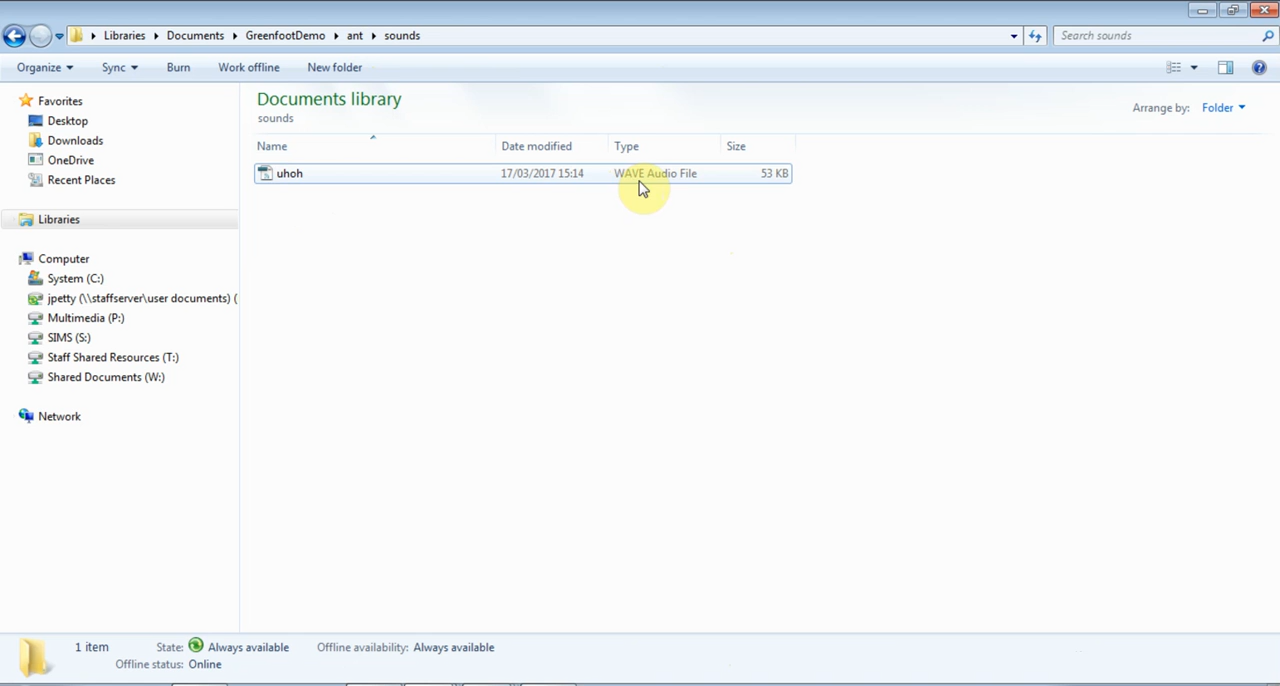 Libraries Documents GreenfootDemo ant sounds Search sounds
Organize Sync Burn Work offline New folder
Favorites
Desktop
Downloads
OneDrive
Recent Places
Libraries
Computer
System (C:)
jpetty (\\staffserver\user documents) (
Multimedia (P:)
SIMS (S:)
Staff Shared Resources (T:)
Shared Documents (W:)
Network
Documents library
sounds
Arrange by: Folder
Name Date modified Type Size
uhoh 17/03/2017 15:14 WAVE Audio File 53 KB
1 item State: Always available Offline availability: Always available
Offline status: Online